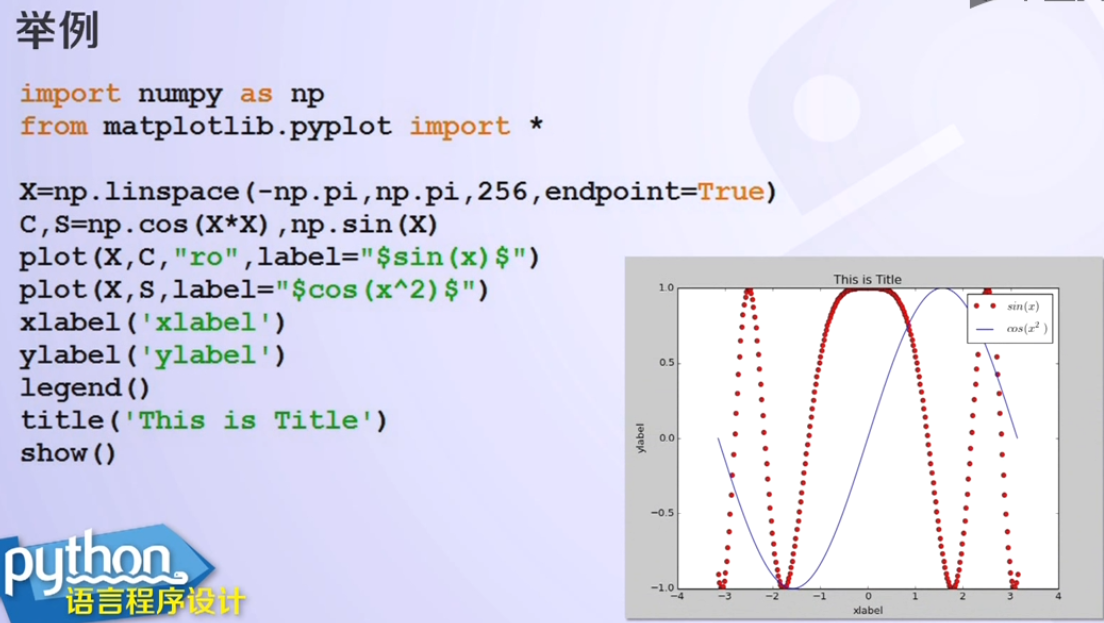 举例
import numpy as np
from matplotlib.pyplot import *
X=np.linspace(-np.pi,np.pi,256,endpoint=True)
C,S=np.cos(X*X),np.sin(X)
plot(X,C,"ro",label="$sin(x)$")
plot(X,S,label="$cos(x^2)$")
xlabel('xlabel')
ylabel('ylabel')
legend()
title('This is Title')
show()
This is Title
1.0
0.5
0.0
−0.5
−1.0
ylabel
sin(x)
cos(x²)
−4 −3 −2 −1 0 1 2 3 4
xlabel
python
语言程序设计